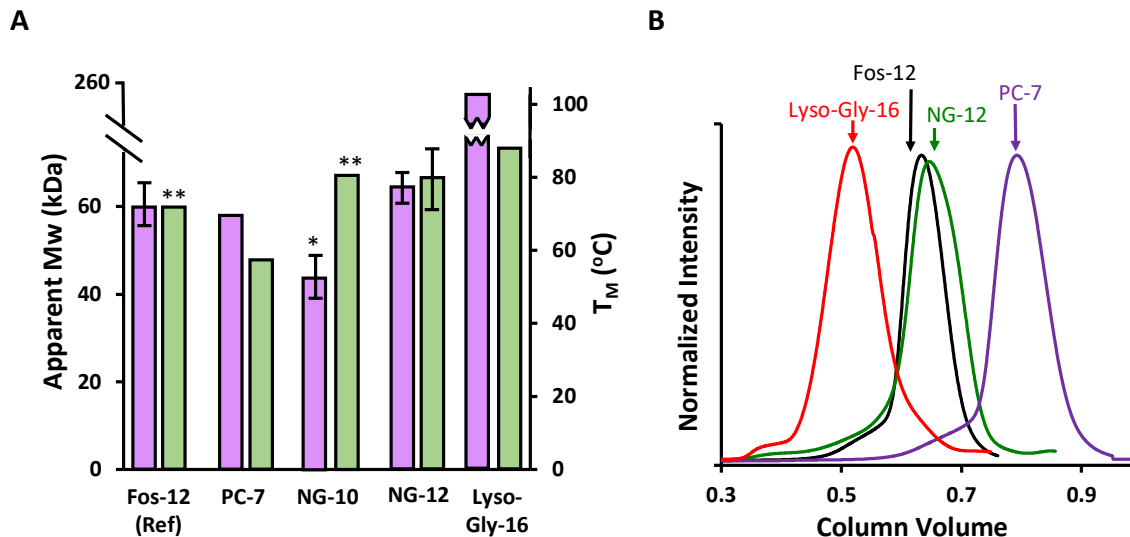 A
Apparent Mw (kDa)
260
60
40
20
0
**
*
**
100
80
60
40
20
0
T_M (°C)
Fos-12
(Ref)
PC-7
NG-10
NG-12
Lyso-
Gly-16
B
Fos-12
PC-7
Lyso-Gly-16
NG-12
Normalized Intensity
0.3
0.5
0.7
0.9
Column Volume